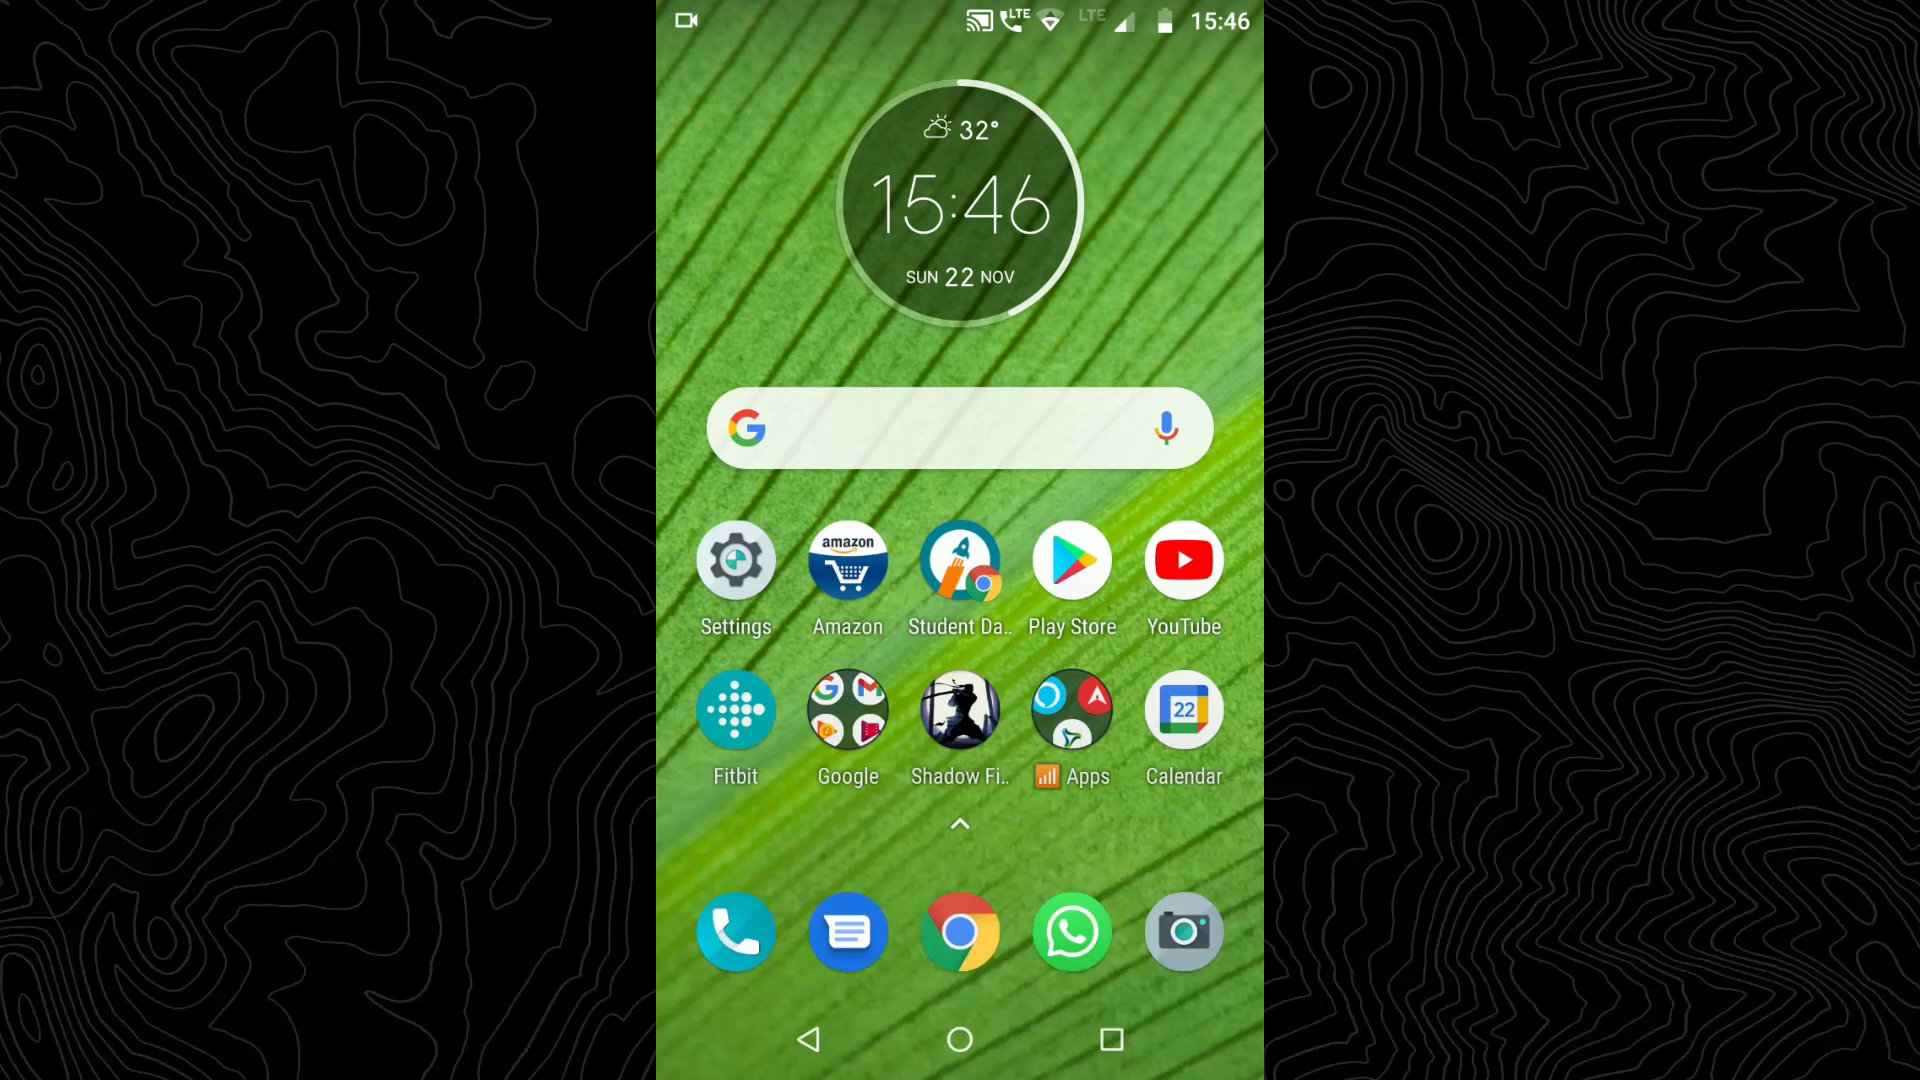 LTE LTE 15:46
32°
15:46
SUN 22 NOV
amazon
Settings Amazon Student Da.. Play Store YouTube
22
Fitbit Google Shadow Fi.. Apps Calendar